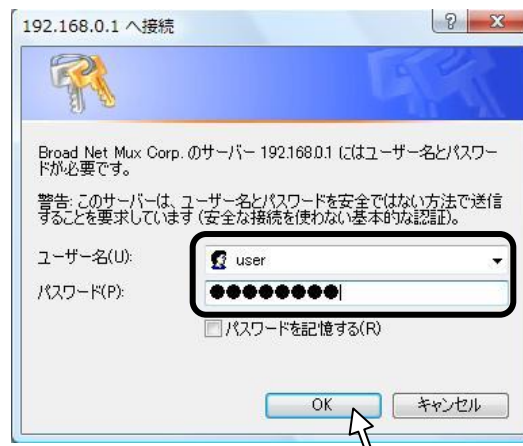 192.168.0.1 へ接続
Broad Net Mux Corp. のサーバー 192.168.0.1 にはユーザー名とパスワー
ドが必要です。
警告: このサーバーは、ユーザー名とパスワードを安全ではない方法で送信
することを要求しています (安全な接続を使わない基本的な認証)。
ユーザー名(U):
user
パスワード(P):
●●●●●●●●
パスワードを記憶する(R)
OK
キャンセル